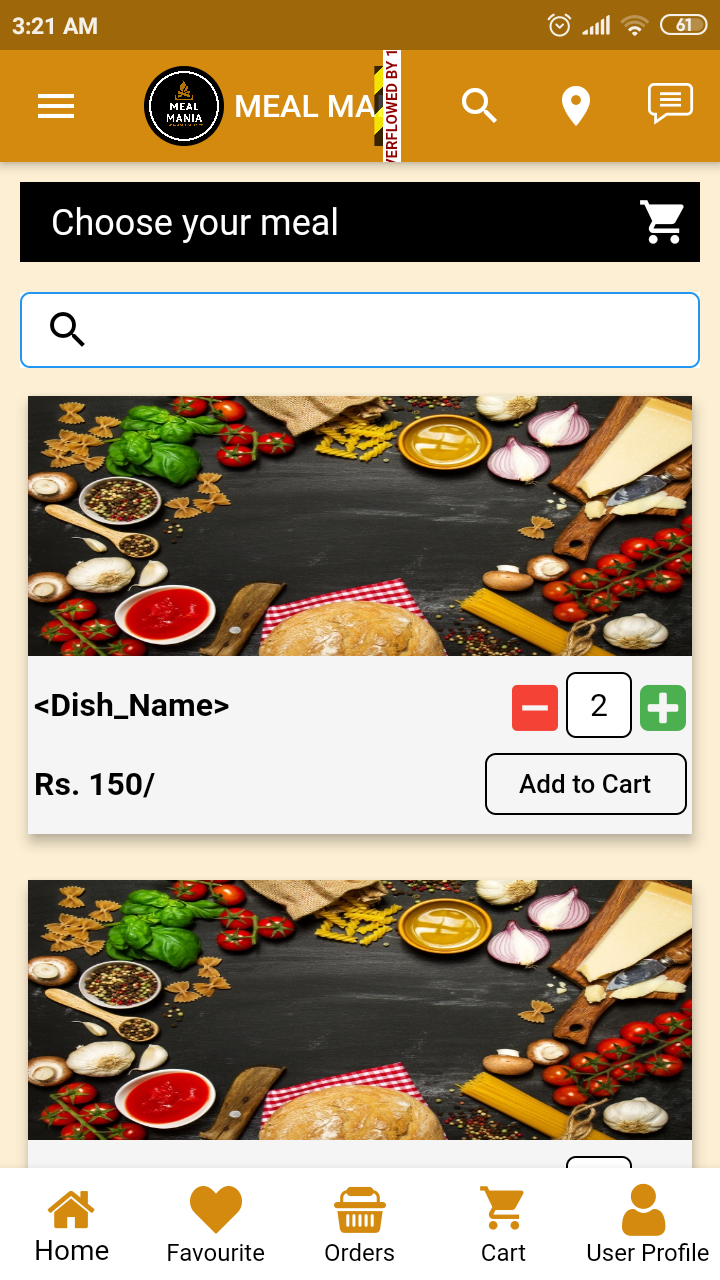 3:21 AM
61
MEAL
MANIA
MEAL MA
VERFLOWED BY 1
Choose your meal
<Dish_Name>
2
Rs. 150/
Add to Cart
Home
Favourite
Orders
Cart
User Profile